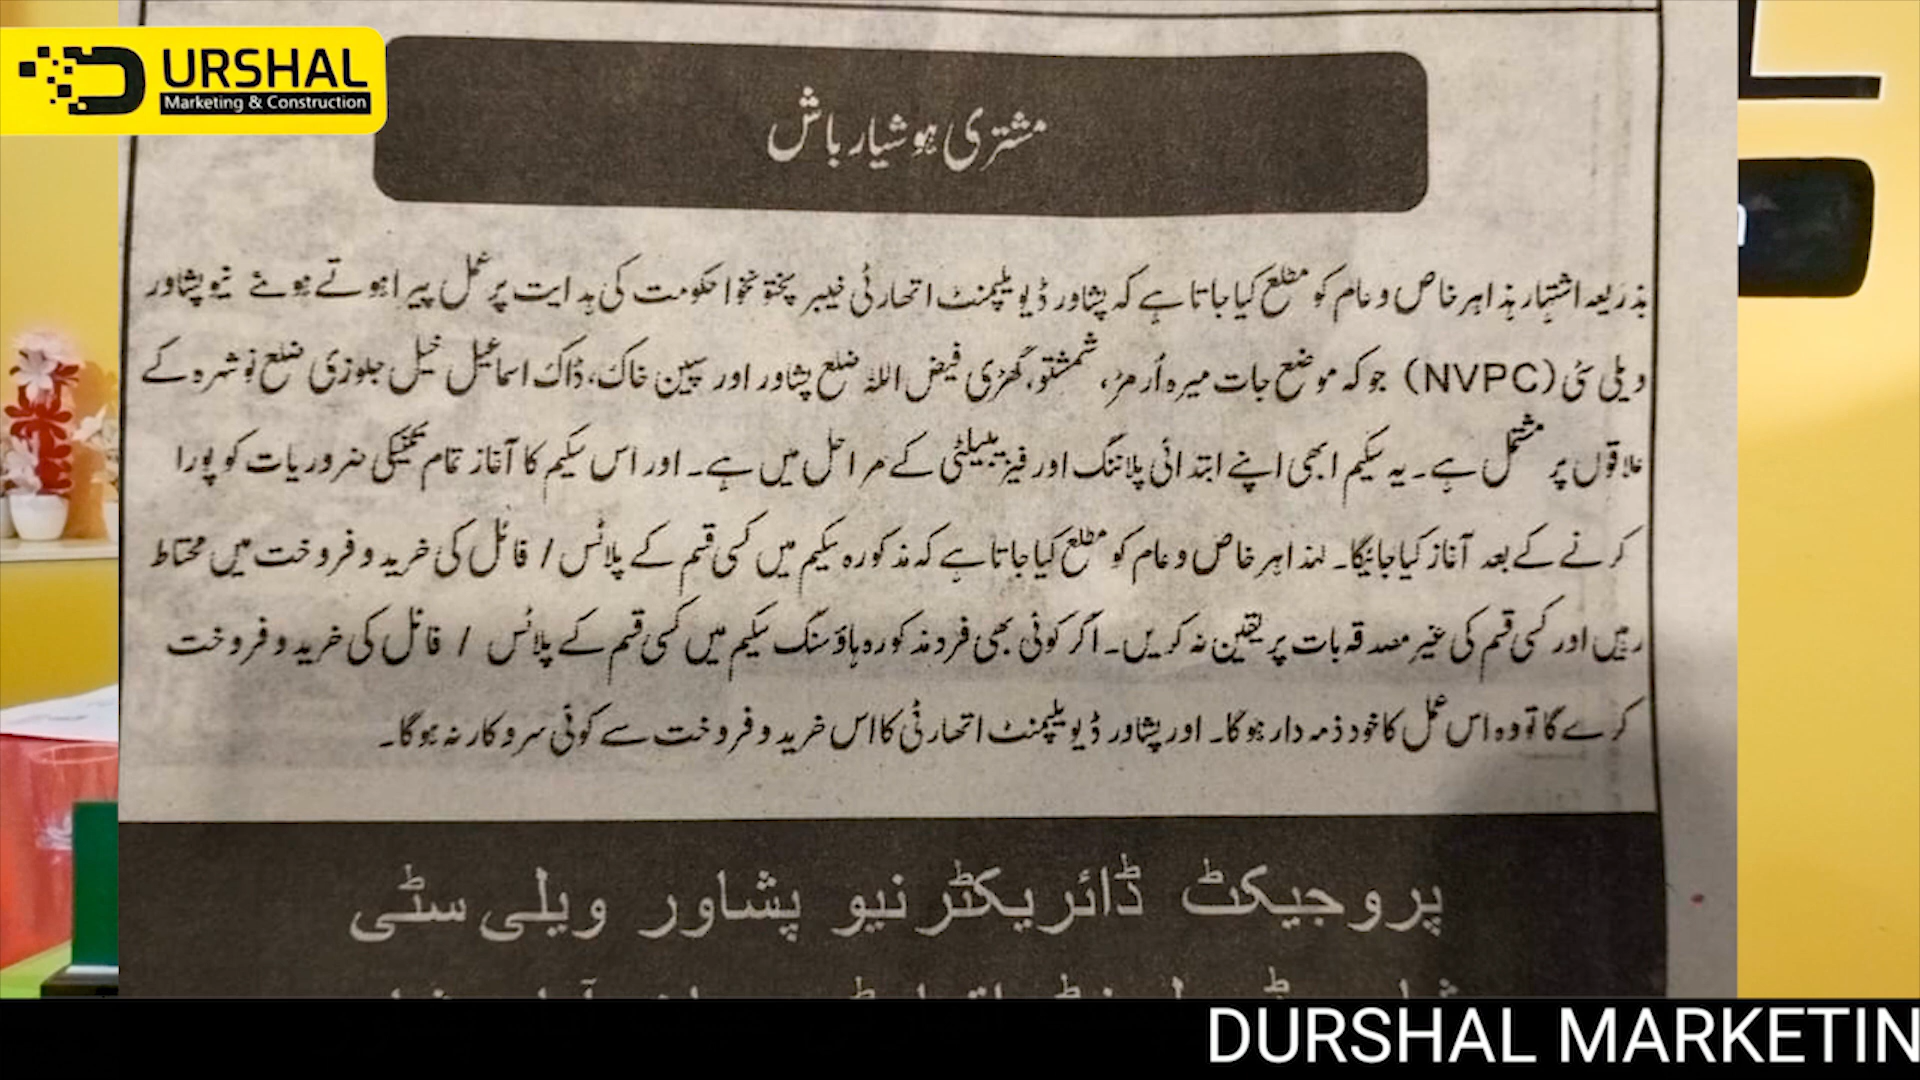 DURSHAL
Marketing & Construction
مشتری ہوشیار باش
بذریعہ اشتہار ہذا ہر خاص و عام کو مطلع کیا جاتا ہے کہ پشاور ڈیویلپمنٹ اتھارٹی خیبر پختونخوا حکومت کی ہدایت پر عمل پیرا ہوتے ہوئے نیو پشاور
ویلی سٹی (NVPC) جو کہ موضع جات میرہ اُرمڑ، شمشتو، گھڑی فیض اللہ ضلع پشاور اور سپین خاک، ڈاک اسماعیل خیل جلوزئی ضلع نوشہرہ کے
علاقوں پر مشتمل ہے۔ یہ سکیم ابھی اپنے ابتدائی پلاننگ اور فیزیبیلٹی کے مراحل میں ہے۔ اور اس سکیم کا آغاز تمام تکنیکی ضروریات کو پورا
کرنے کے بعد آغاز کیا جائیگا۔ لہذا ہر خاص و عام کو مطلع کیا جاتا ہے کہ مذکورہ سکیم میں کسی قسم کے پلاٹس / فائل کی خرید و فروخت میں محتاط
رہیں اور کسی قسم کی غیر مصدقہ بات پر یقین نہ کریں۔ اگر کوئی بھی فرد مذکورہ ہاؤسنگ سکیم میں کسی قسم کے پلاٹس / فائل کی خرید و فروخت
کرے گا تو وہ اس عمل کا خود ذمہ دار ہوگا۔ اور پشاور ڈیویلپمنٹ اتھارٹی کا اس خرید و فروخت سے کوئی سروکار نہ ہوگا۔
پروجیکٹ ڈائریکٹر نیو پشاور ویلی سٹی
DURSHAL MARKETIN